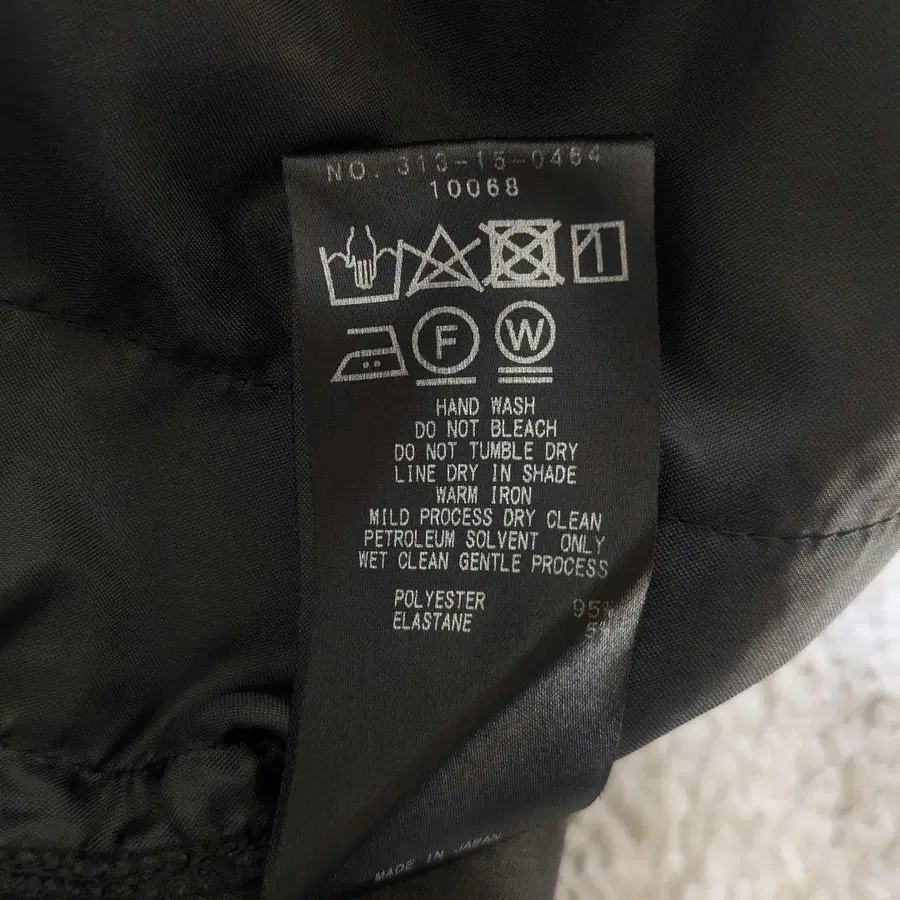 NO. 313-15-0464
10068
F W
HAND WASH
DO NOT BLEACH
DO NOT TUMBLE DRY
LINE DRY IN SHADE
WARM IRON
MILD PROCESS DRY CLEAN
PETROLEUM SOLVENT ONLY
WET CLEAN GENTLE PROCESS
POLYESTER 95%
ELASTANE 5%
MADE IN JAPAN